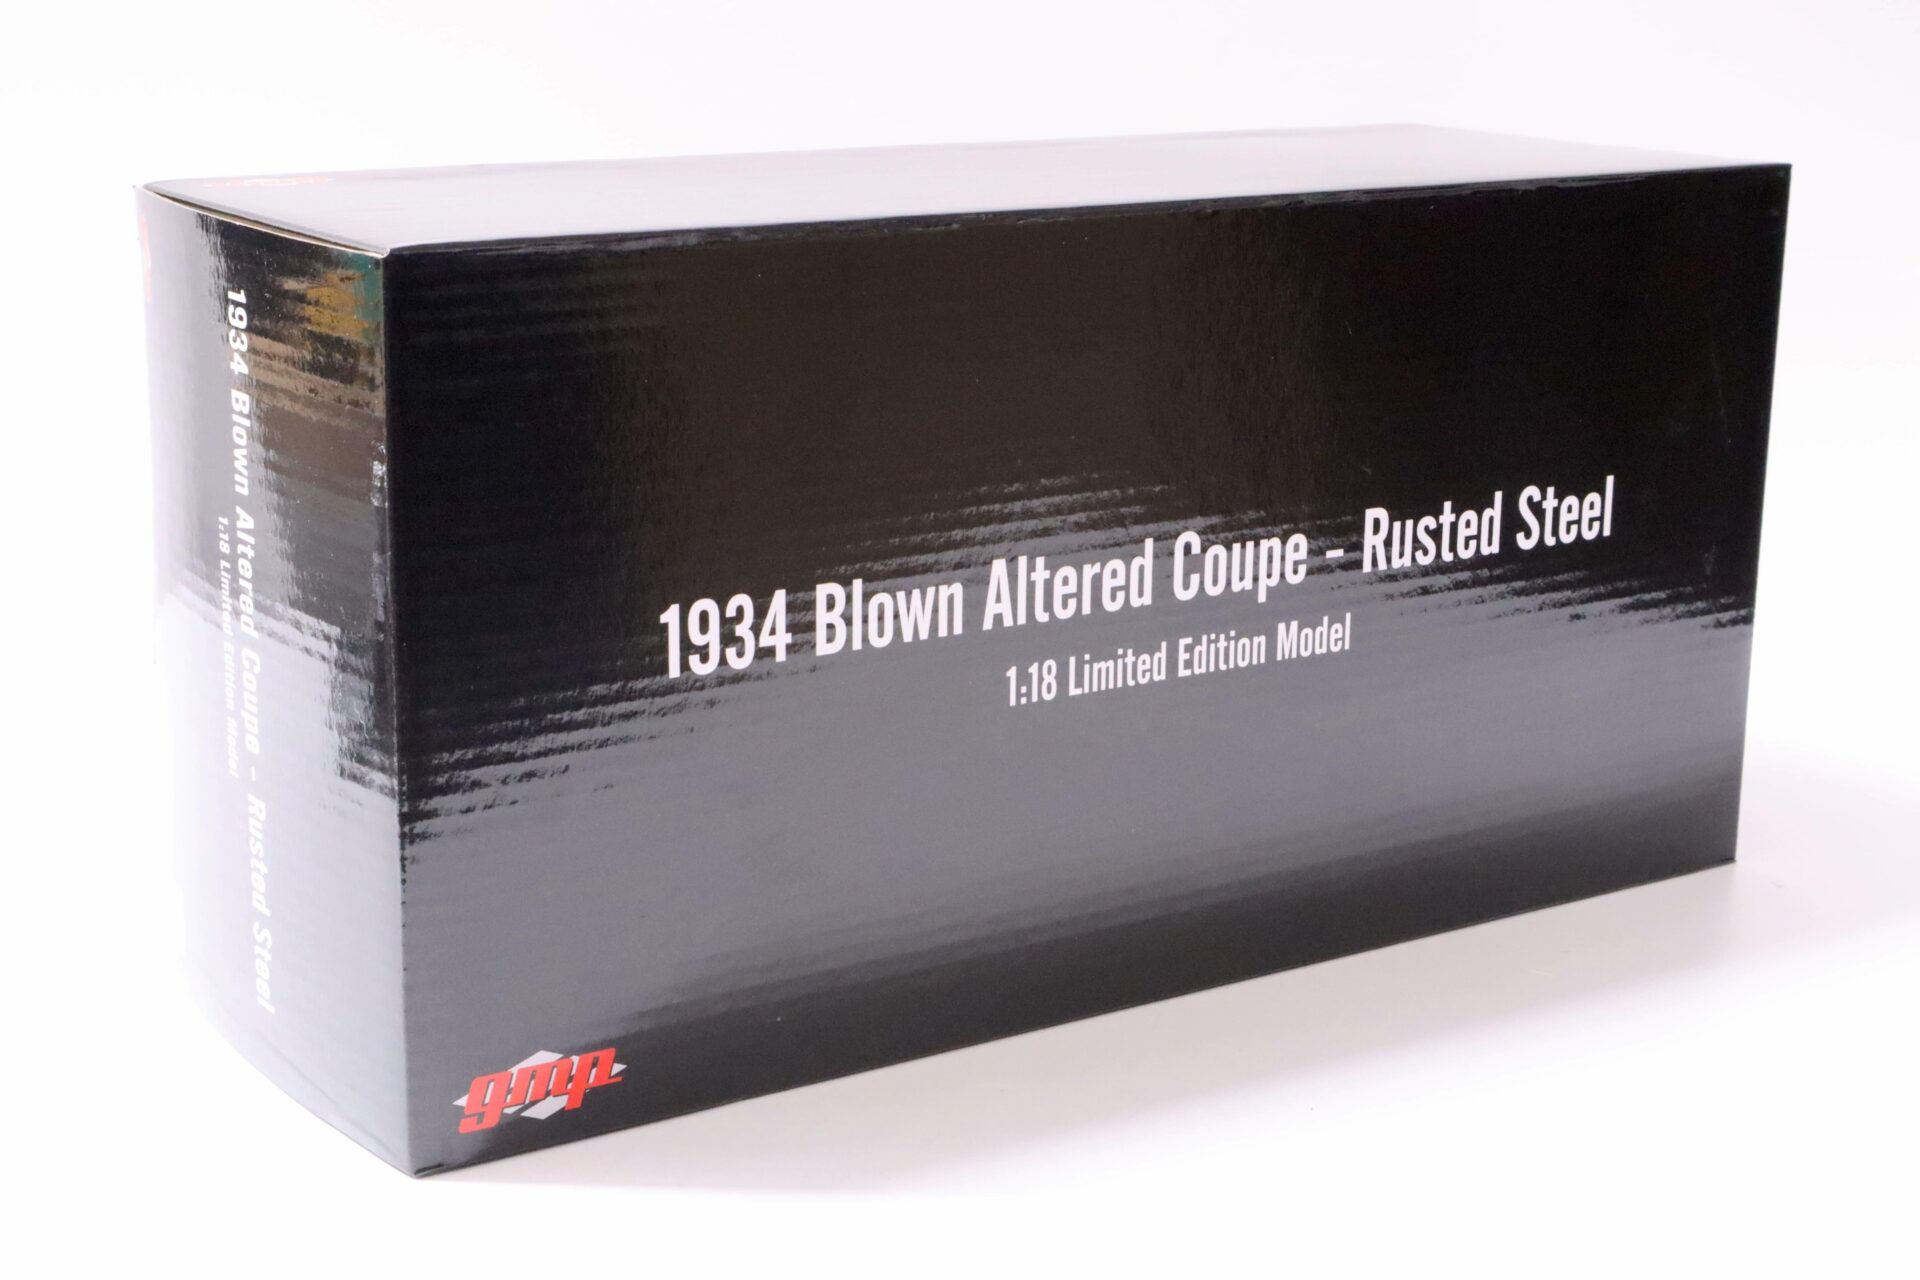 1934 Blown Altered Coupe - Rusted Steel
1:18 Limited Edition Model
1934 Blown Altered Coupe - Rusted Steel
1:18 Limited Edition Model
gmp